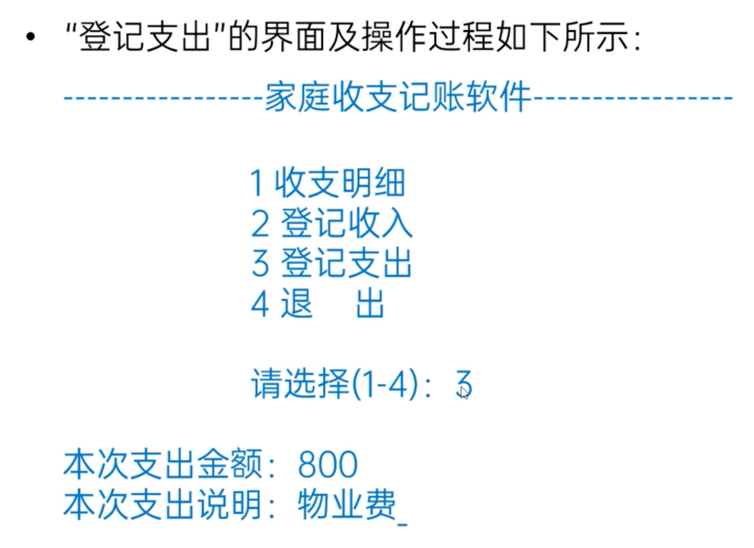 • “登记支出”的界面及操作过程如下所示：
-----------------家庭收支记账软件-----------------
1 收支明细
2 登记收入
3 登记支出
4 退 出
请选择(1-4)：3
本次支出金额：800
本次支出说明：物业费_